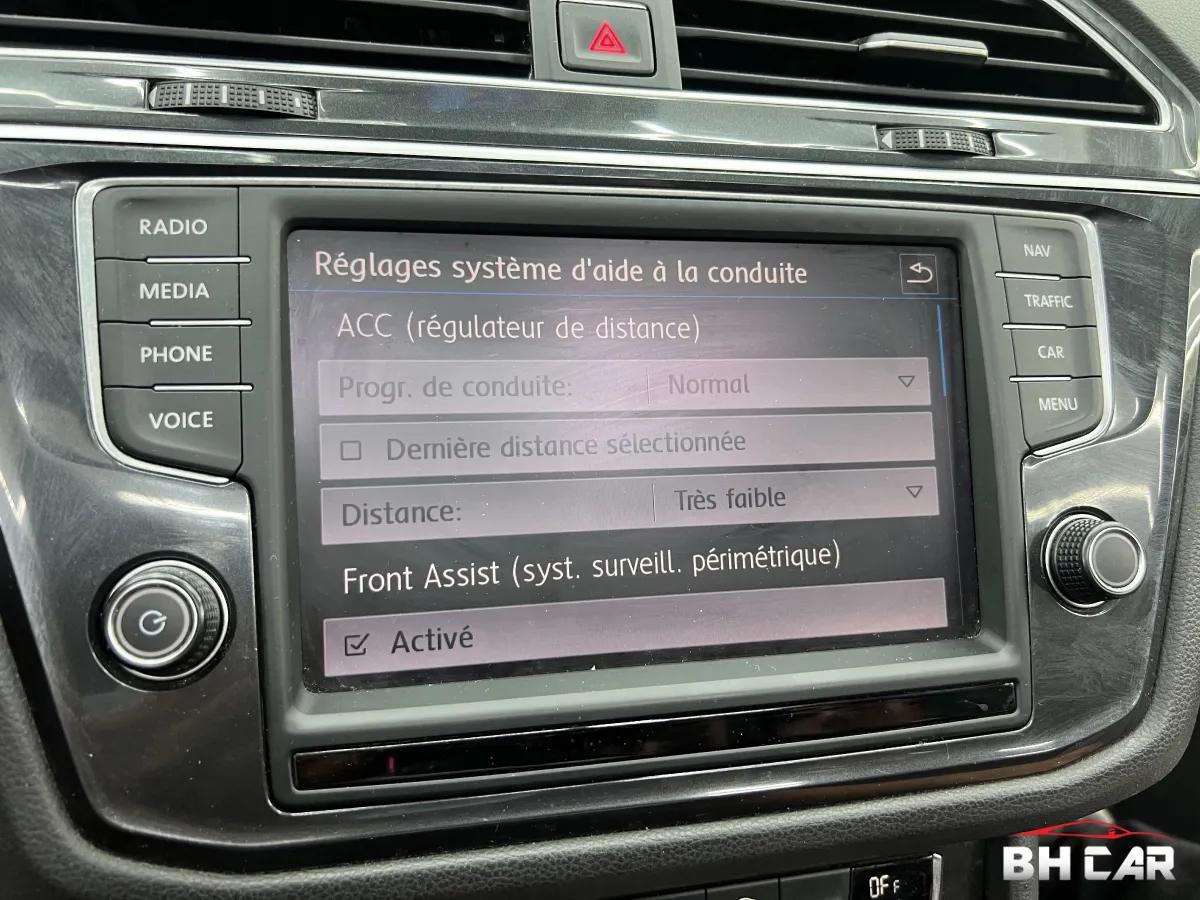 RADIO
MEDIA
PHONE
VOICE
Réglages système d'aide à la conduite
ACC (régulateur de distance)
Progr. de conduite: Normal
Dernière distance sélectionnée
Distance: Très faible
Front Assist (syst. surveill. périmétrique)
Activé
NAV
TRAFFIC
CAR
MENU
OFF
BH CAR